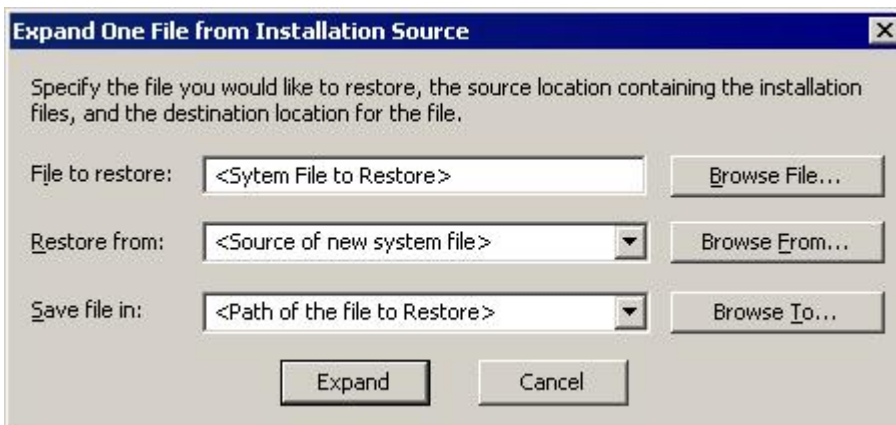 Expand One File from Installation Source
Specify the file you would like to restore, the source location containing the installation
files, and the destination location for the file.
File to restore: <Sytem File to Restore> Browse File...
Restore from: <Source of new system file> Browse From...
Save file in: <Path of the file to Restore> Browse To...
Expand Cancel